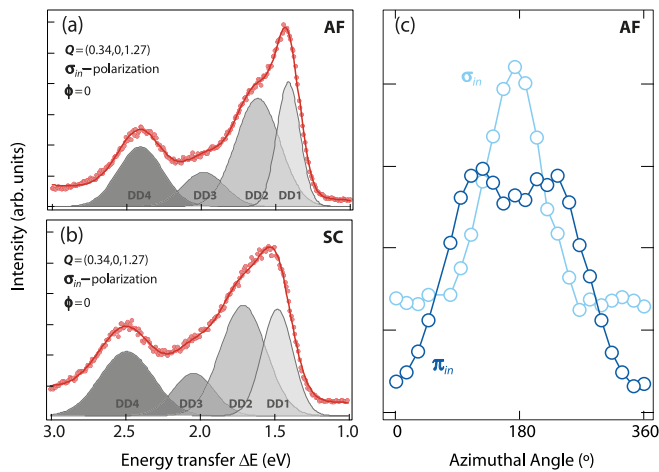 (a)
AF
Q=(0.34,0,1.27)
σin−polarization
ϕ=0
DD4
DD3
DD2
DD1
(b)
SC
Q=(0.34,0,1.27)
σin−polarization
ϕ=0
DD4
DD3
DD2
DD1
3.0
2.5
2.0
1.5
1.0
Energy transfer ΔE (eV)
Intensity (arb. units)
(c)
AF
σin
πin
0
180
360
Azimuthal Angle (º)